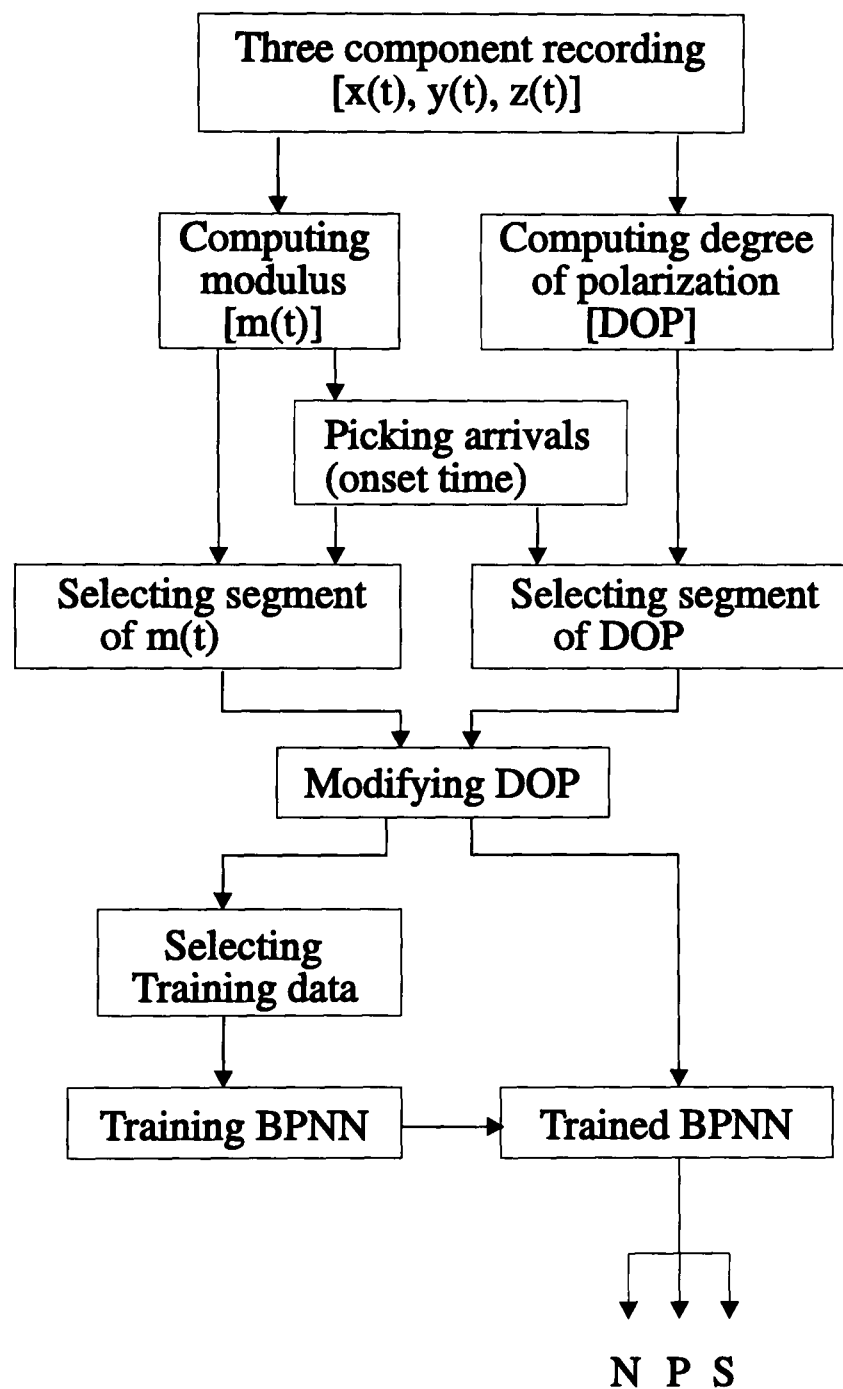 Three component recording
[x(t), y(t), z(t)]
Computing
modulus
[m(t)]
Computing degree
of polarization
[DOP]
Picking arrivals
(onset time)
Selecting segment
of m(t)
Selecting segment
of DOP
Modifying DOP
Selecting
Training data
Training BPNN
Trained BPNN
N P S